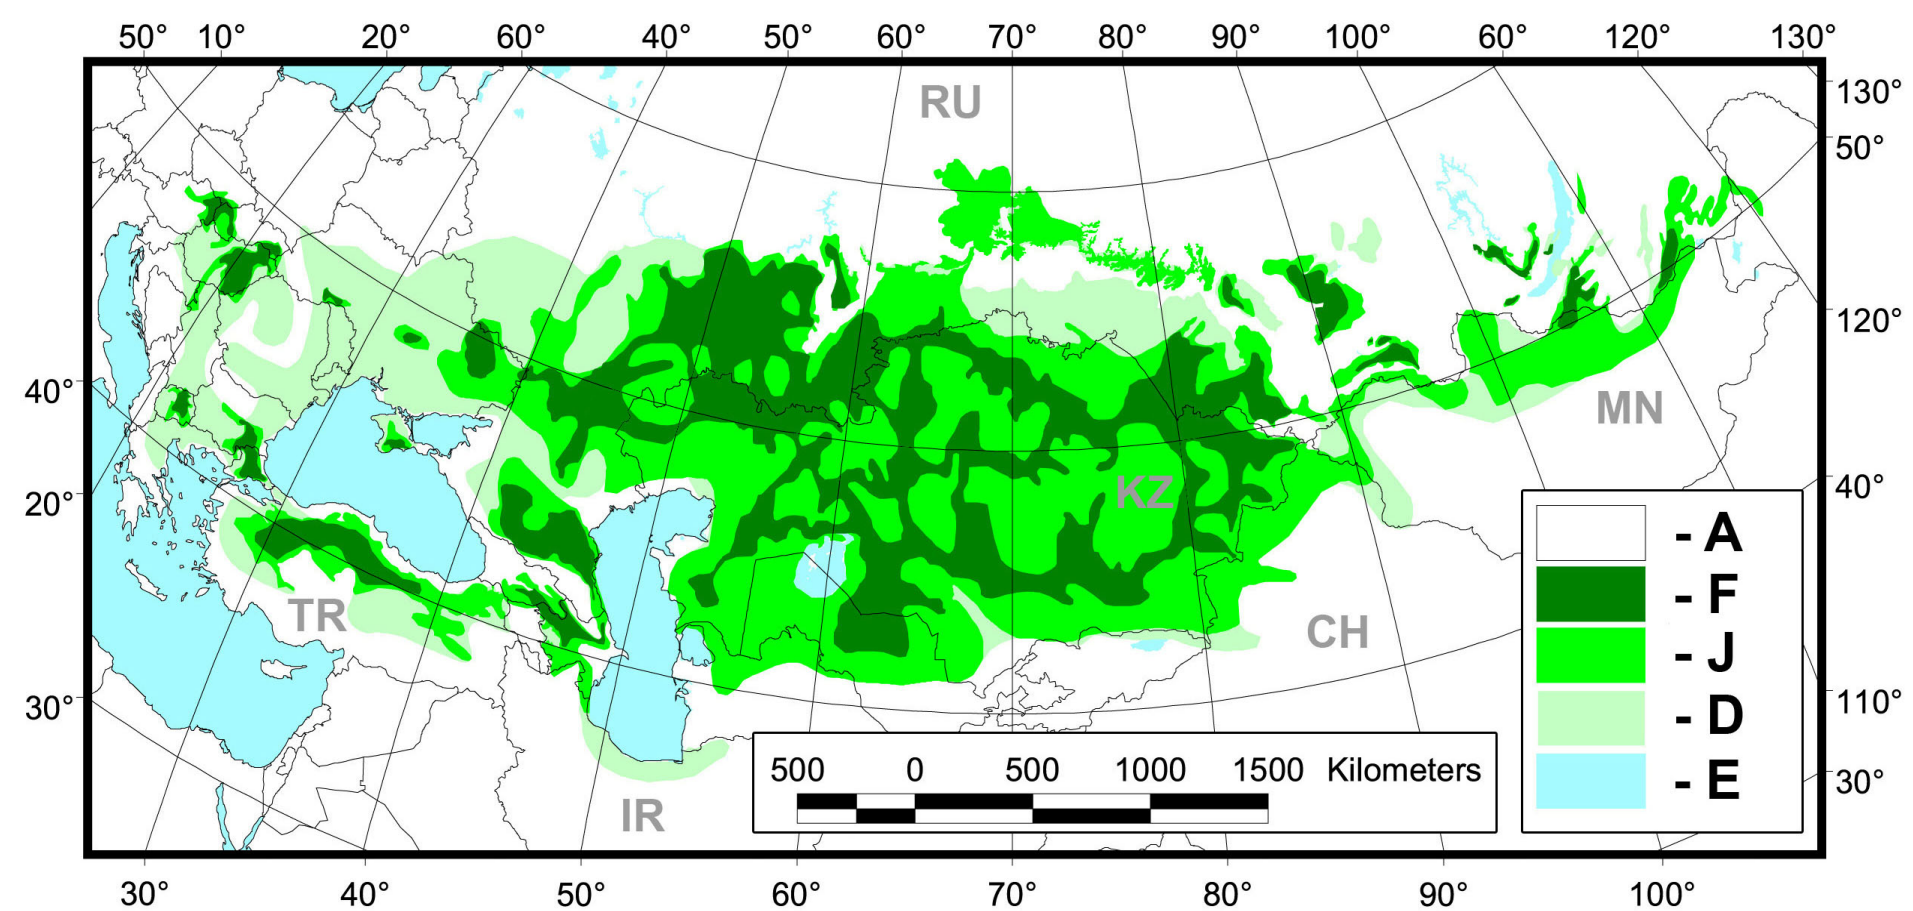 50° 10° 20° 60° 40° 50° 60° 70° 80° 90° 100° 60° 120° 130°
130°
RU
50°
120°
40°
MN
KZ
40°
20°
- A
- F
TR
CH
- J
30°
110°
- D
500 0 500 1000 1500 Kilometers
30°
- E
IR
30° 40° 50° 60° 70° 80° 90° 100°